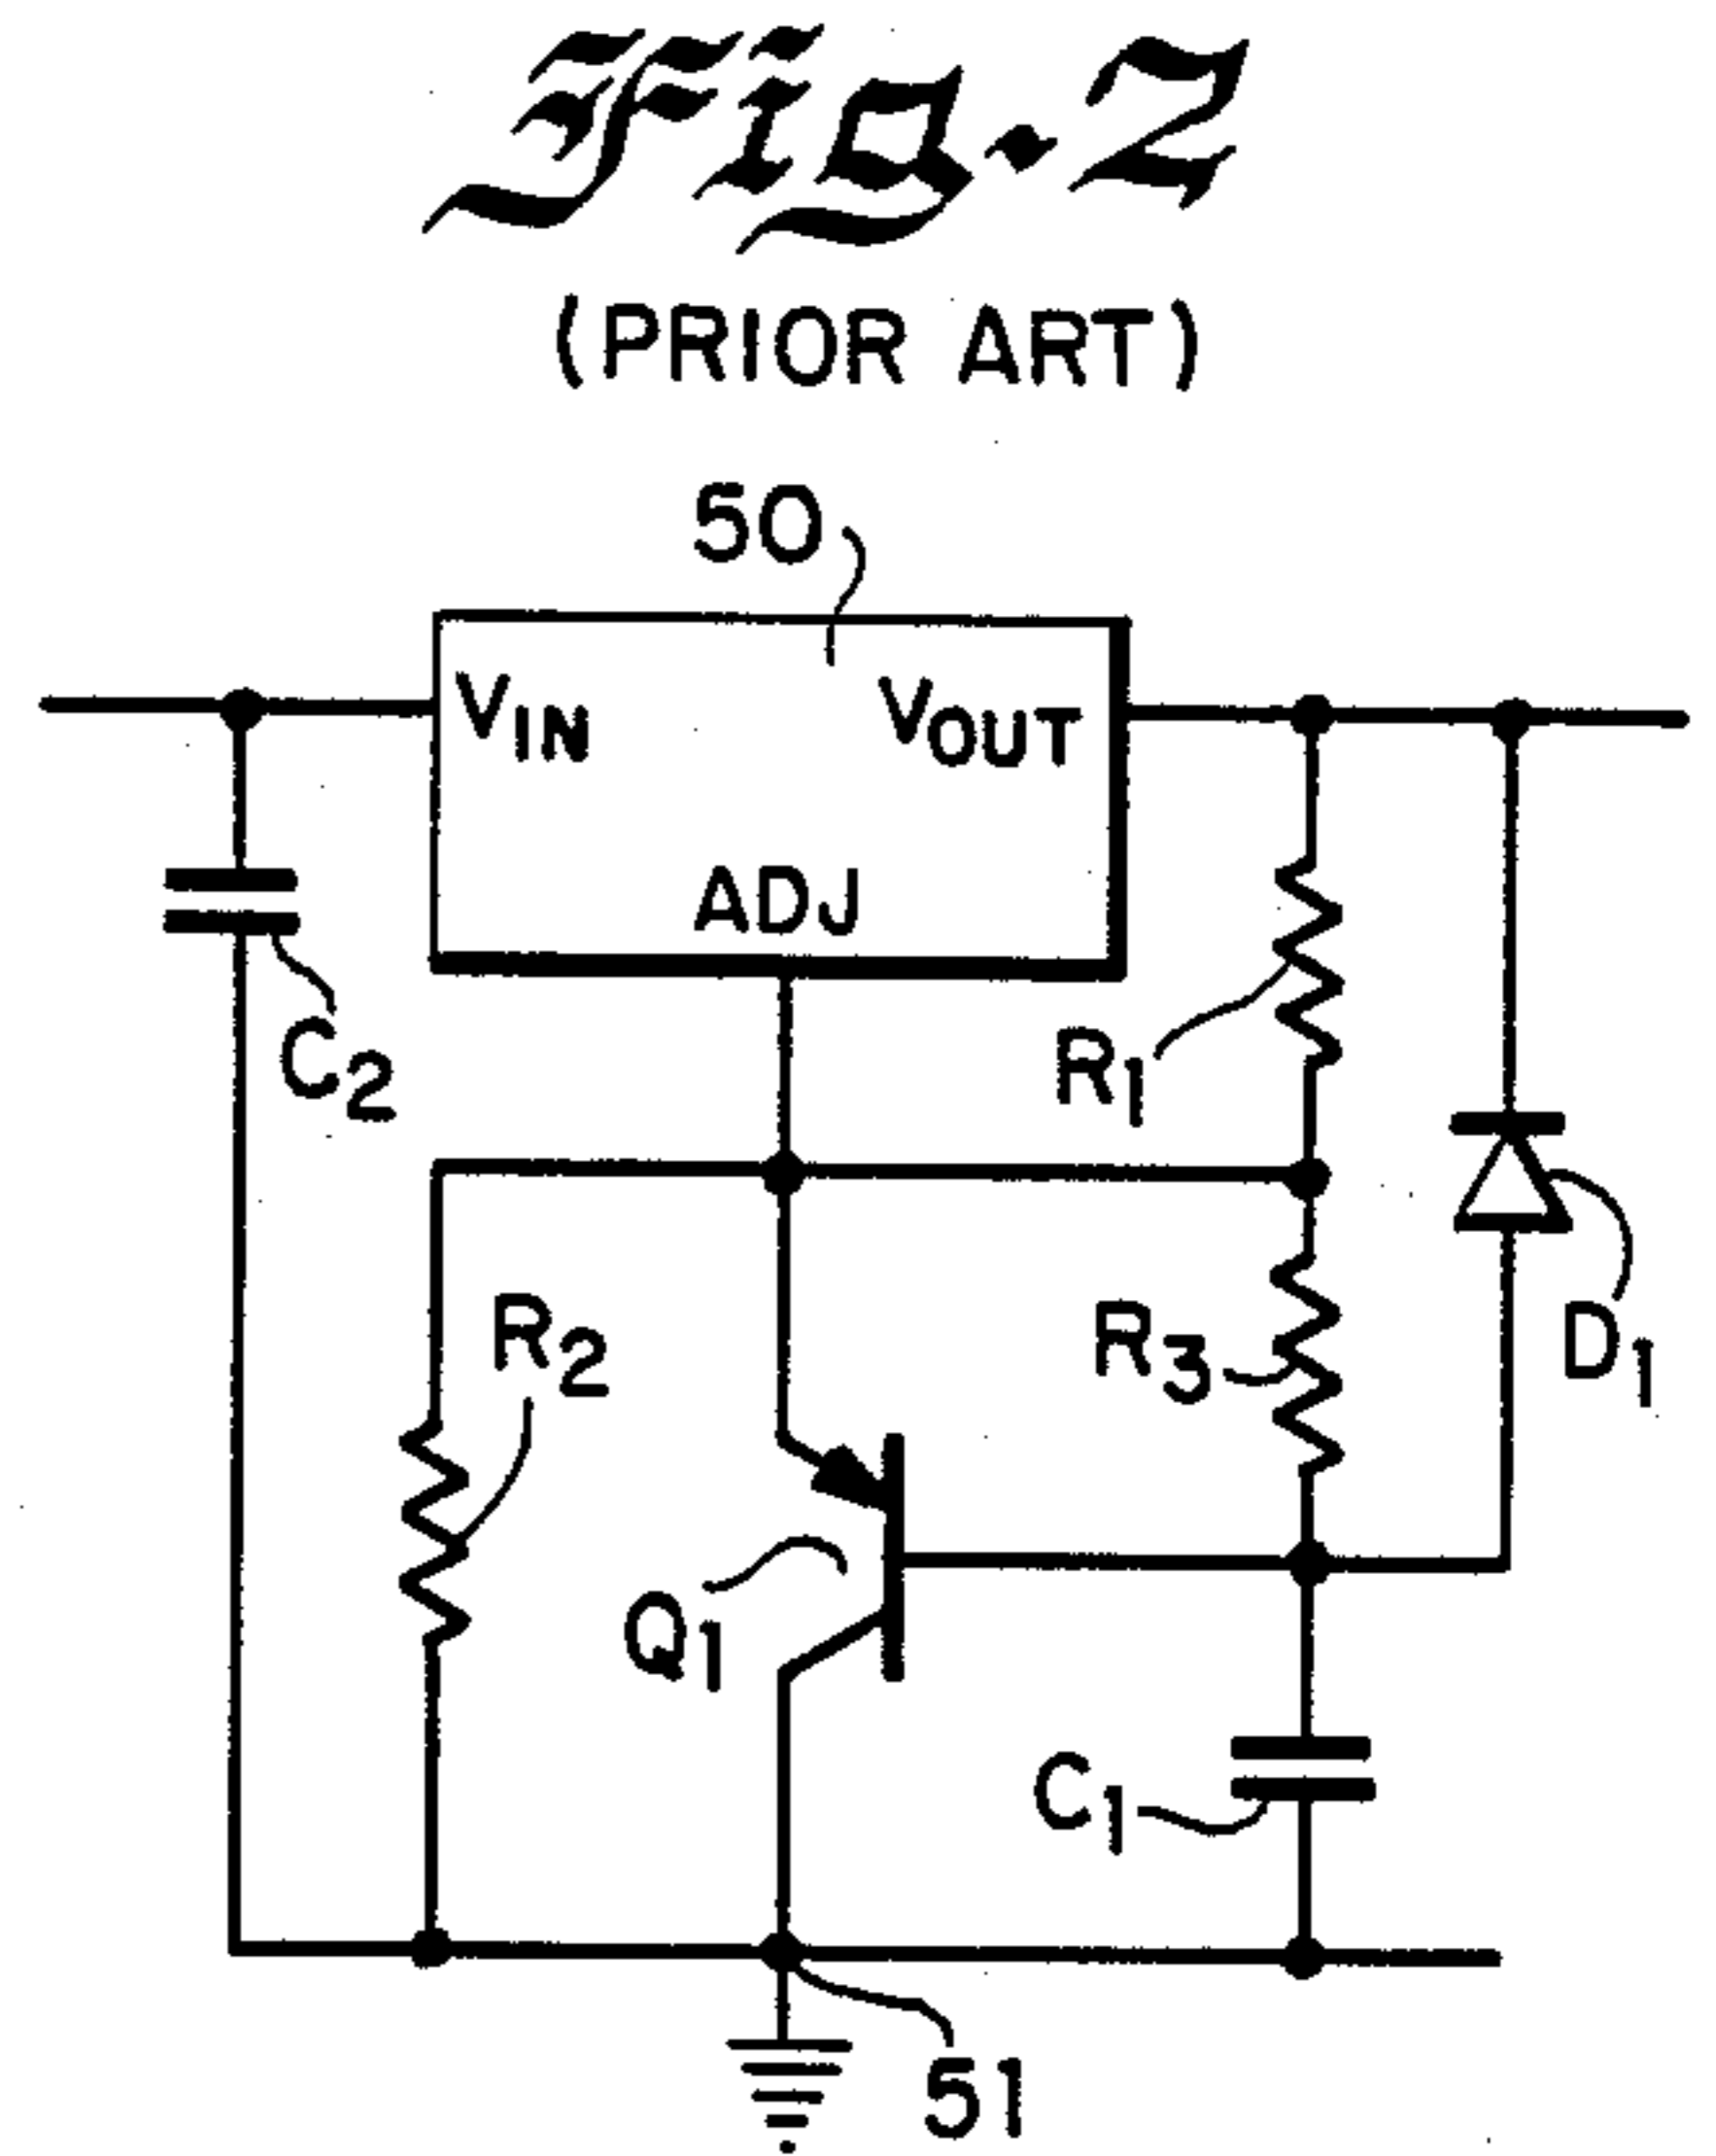 Fig. 2
(PRIOR ART)
50
VIN
VOUT
ADJ
C2
R1
R2
R3
D1
Q1
C1
51